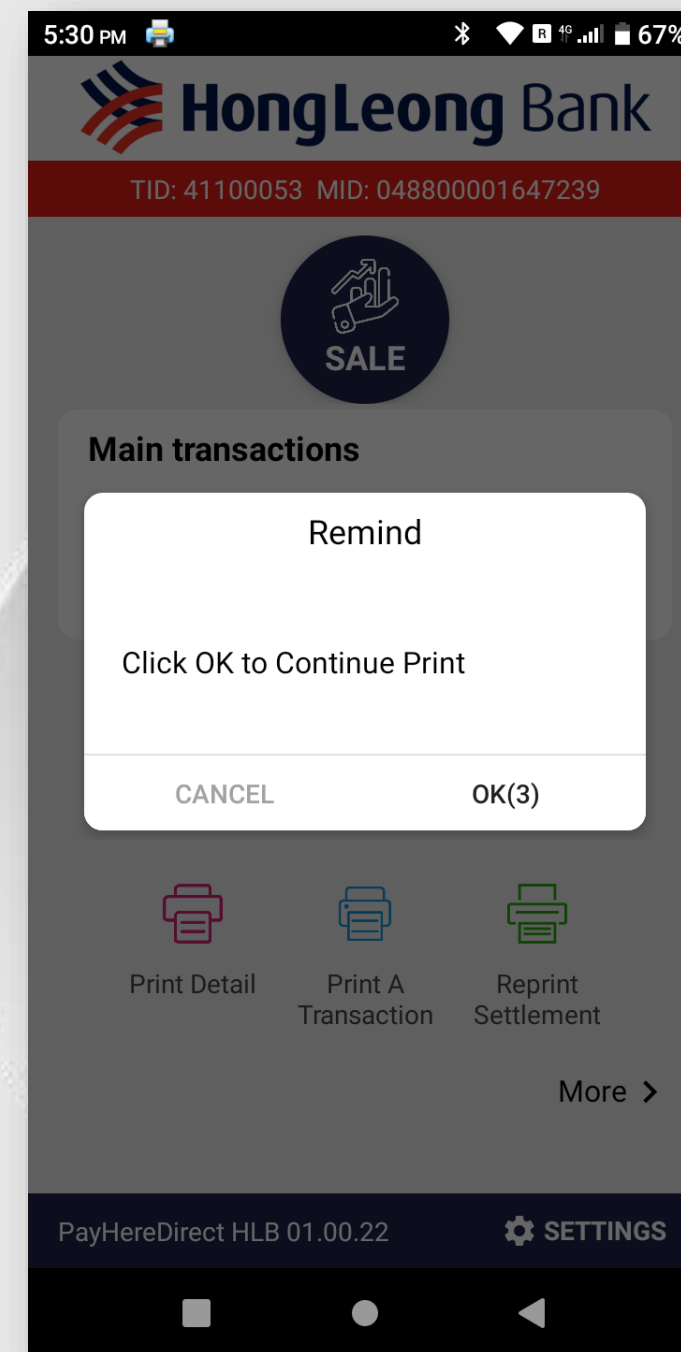 5:30 PM R 4G 67%
HongLeong Bank
TID: 41100053 MID: 048800001647239
SALE
Main transactions
Remind
Click OK to Continue Print
CANCEL OK(3)
Print Detail
Print A
Transaction
Reprint
Settlement
More
PayHereDirect HLB 01.00.22 SETTINGS